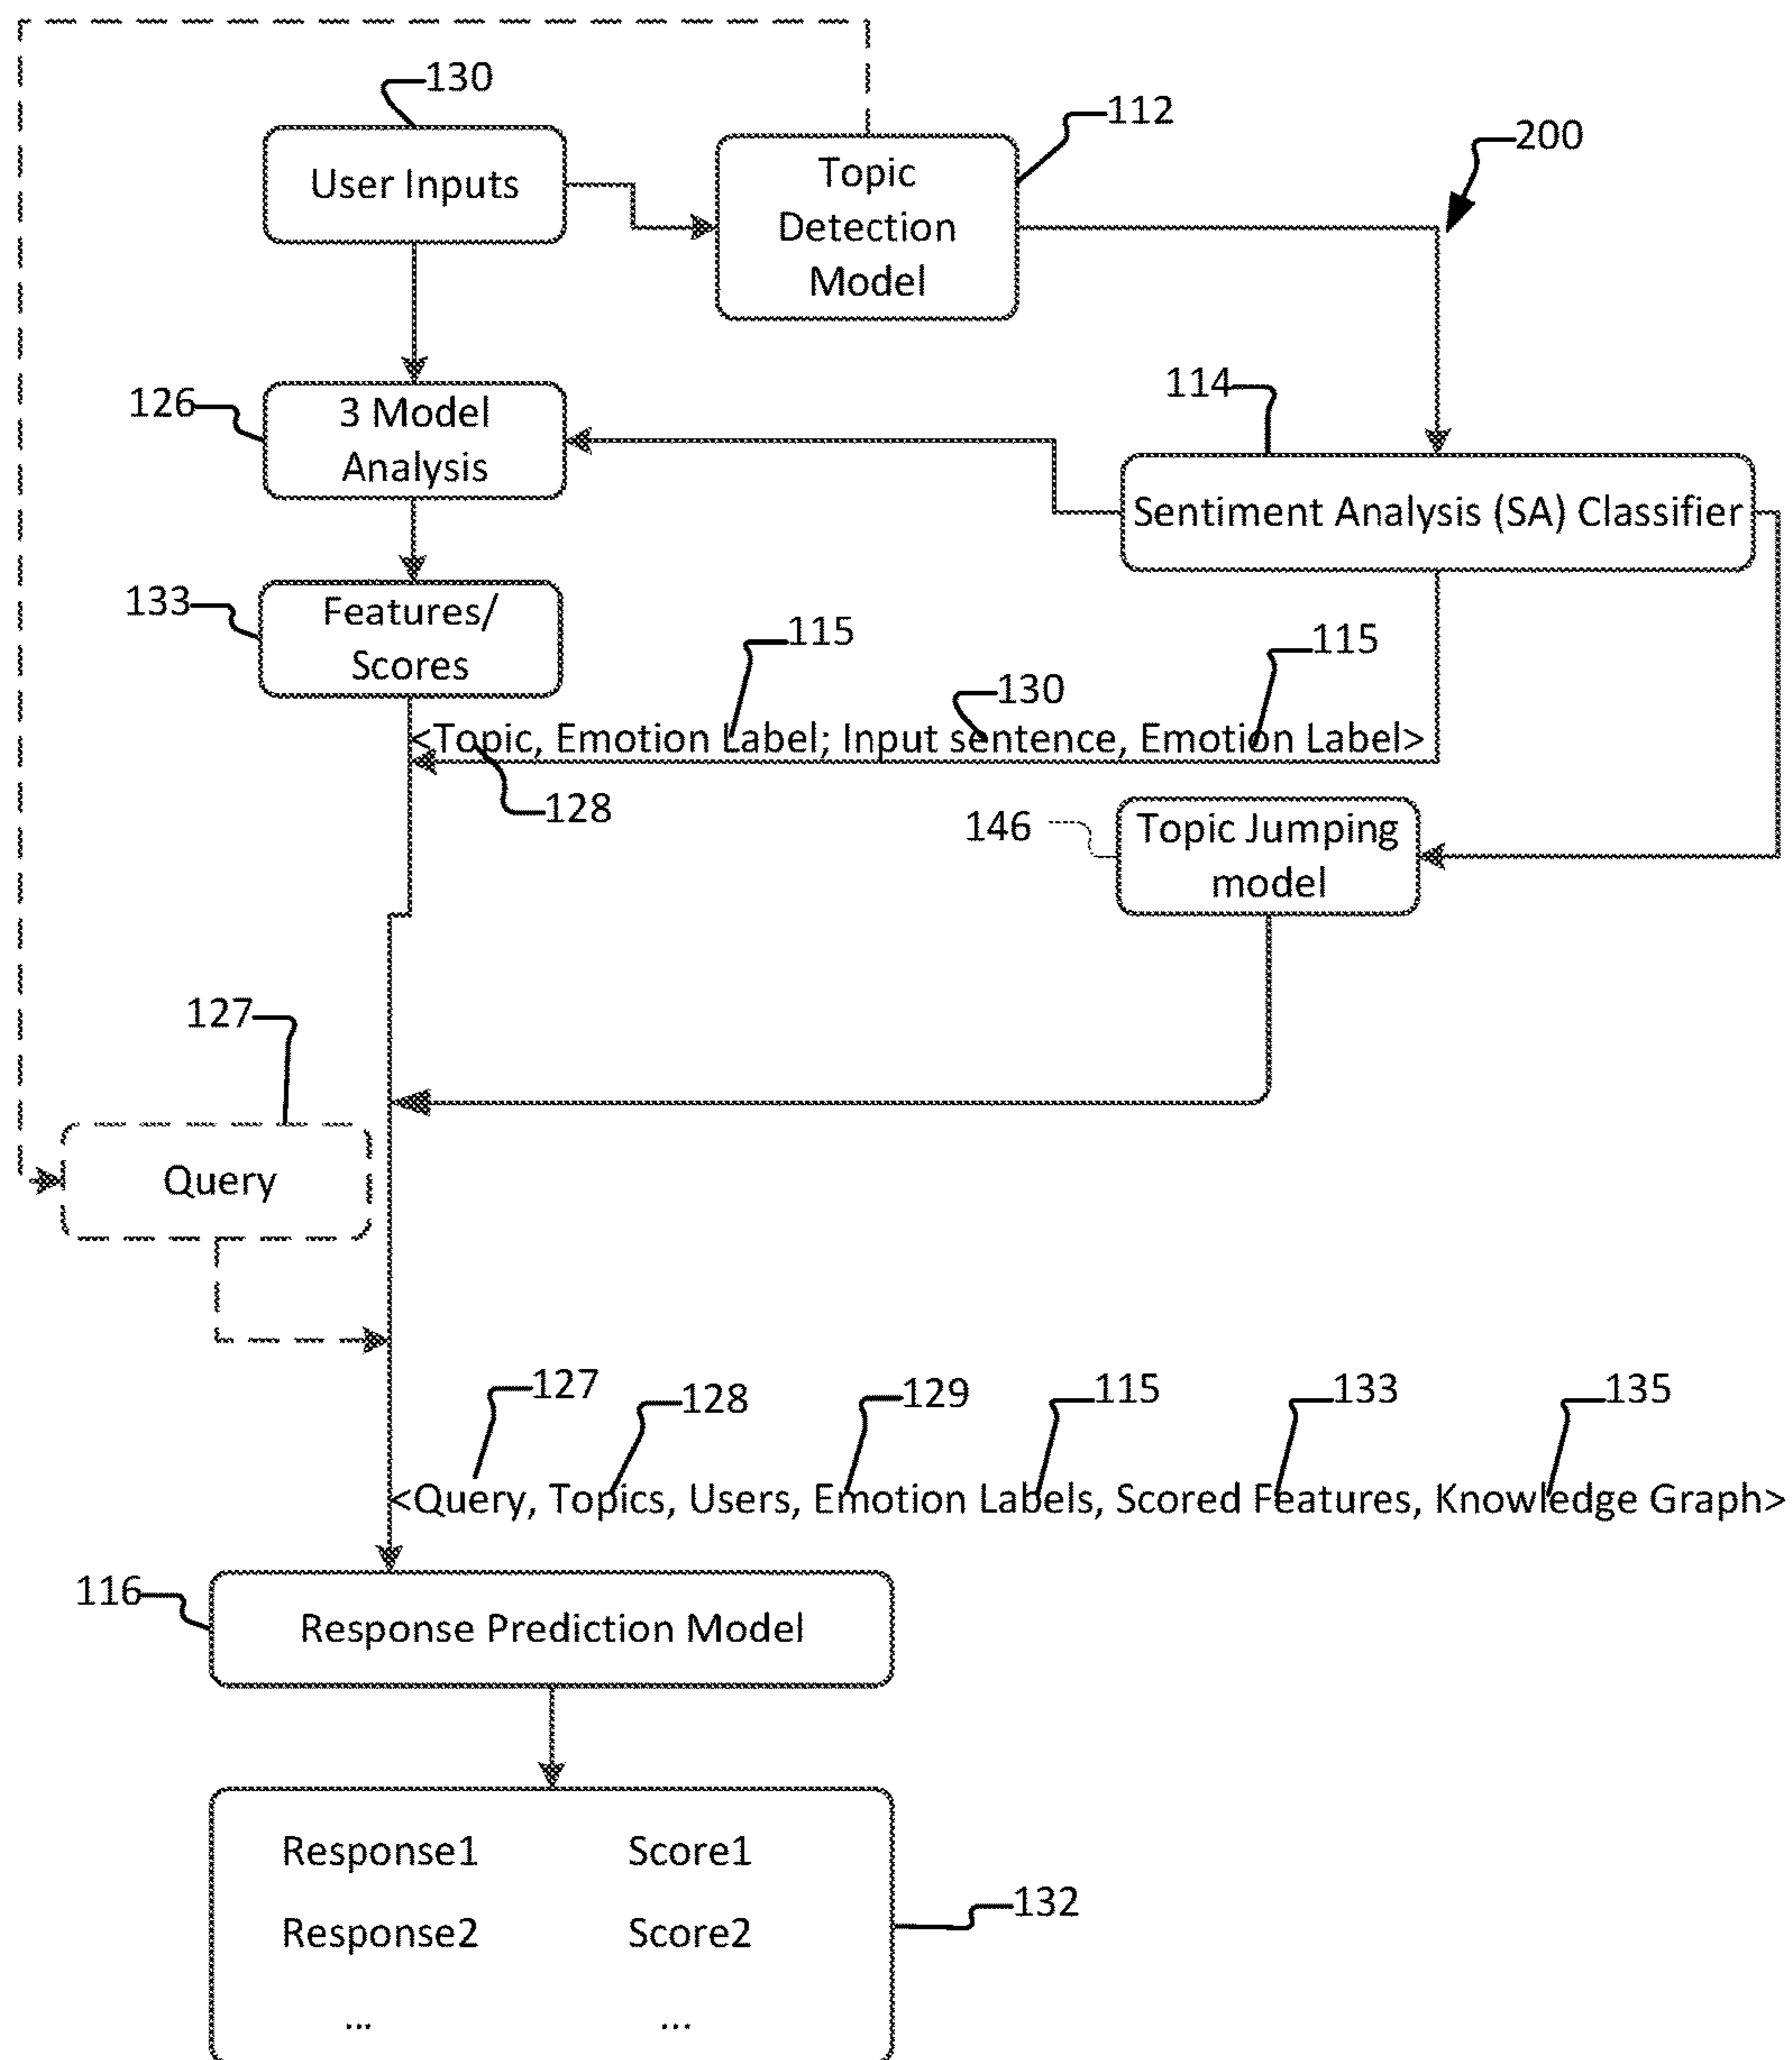 130
112
200
User Inputs
Topic
Detection
Model
126
3 Model
Analysis
114
Sentiment Analysis (SA) Classifier
133
Features/
Scores
115
130
115
<Topic, Emotion Label; Input sentence, Emotion Label>
128
146
Topic Jumping
model
127
Query
127
128
129
115
133
135
<Query, Topics, Users, Emotion Labels, Scored Features, Knowledge Graph>
116
Response Prediction Model
Response1 Score1
Response2 Score2
132
... ...